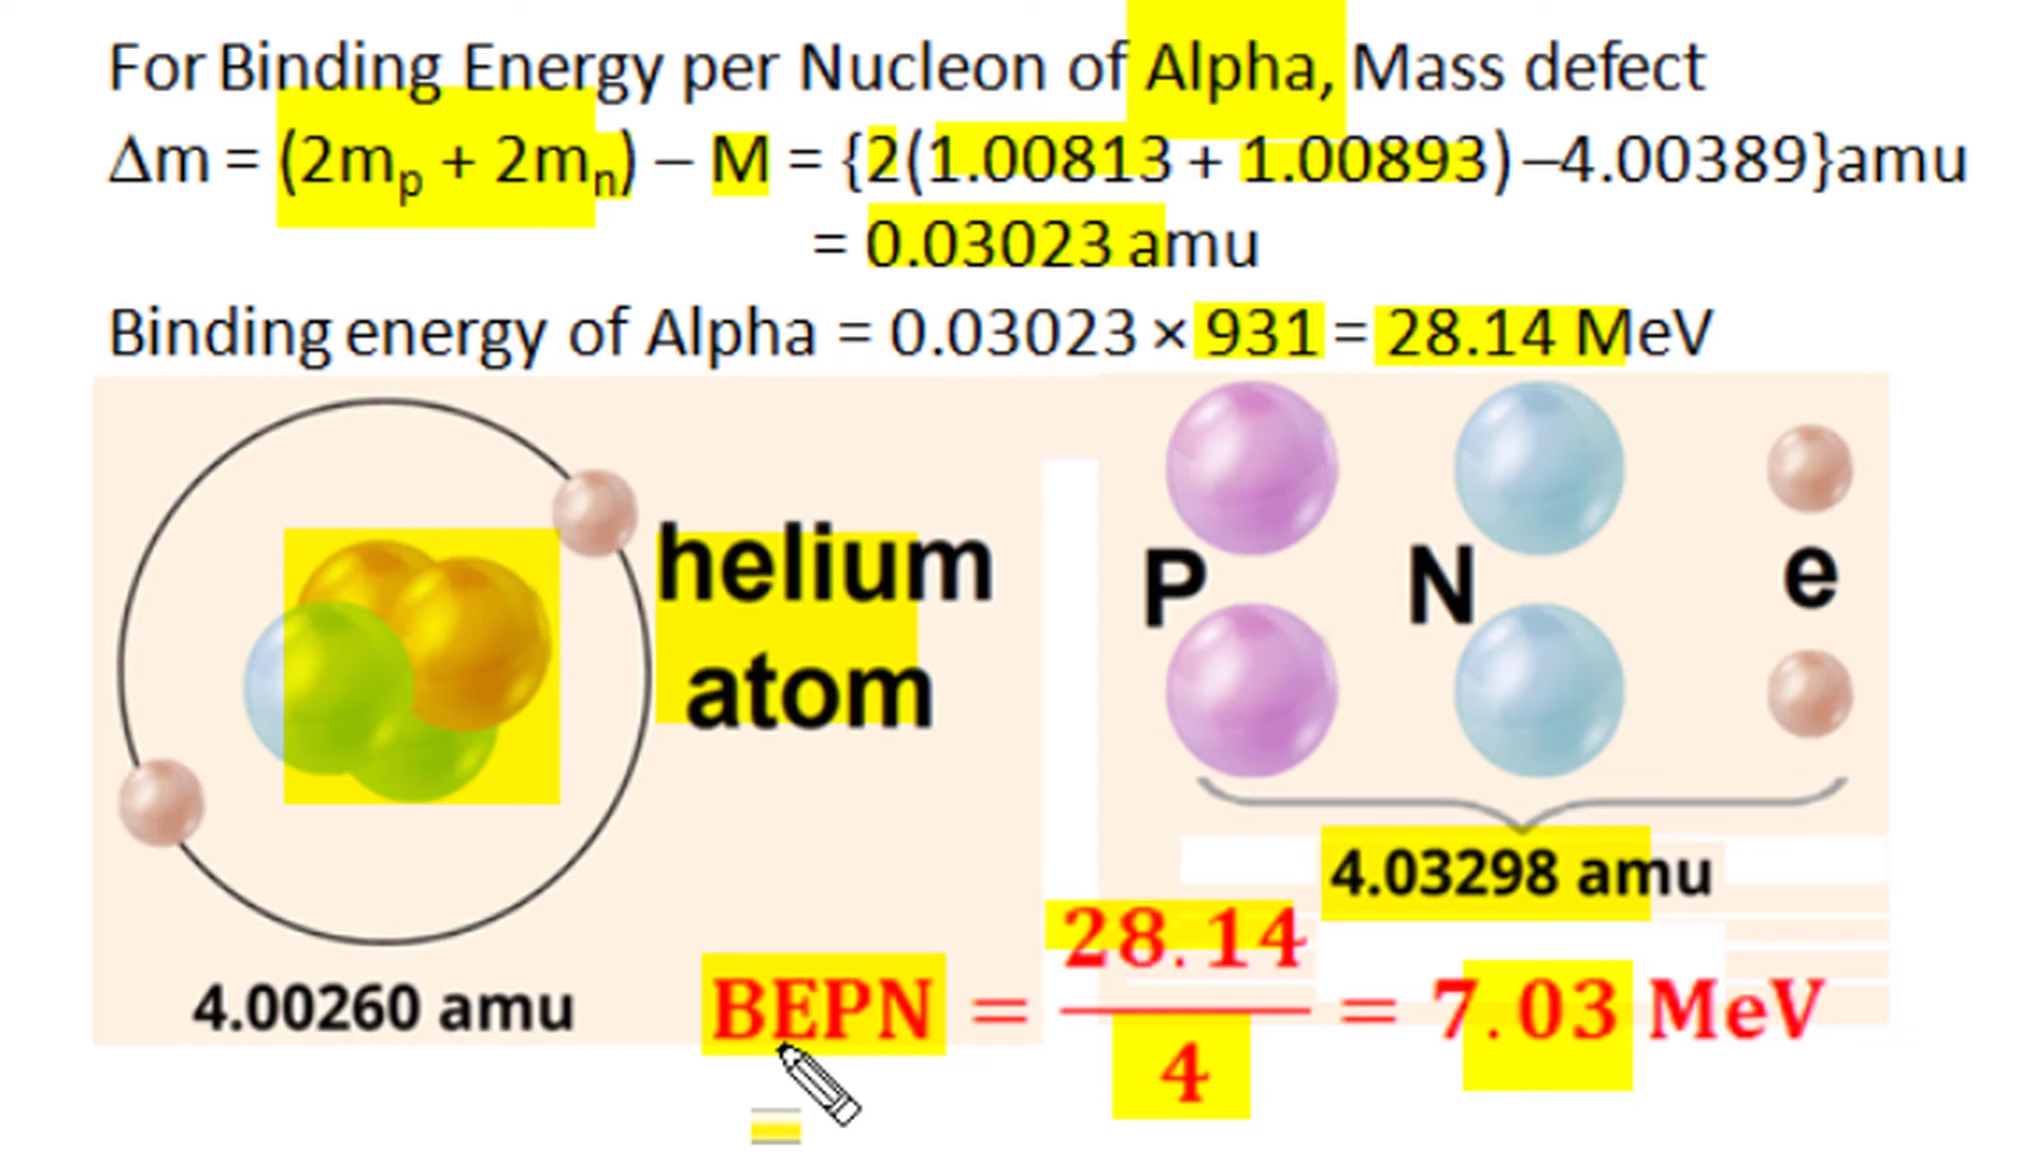 For Binding Energy per Nucleon of Alpha, Mass defect
Δm = (2mₚ + 2mₙ) – M = {2(1.00813 + 1.00893) –4.00389}amu
= 0.03023 amu
Binding energy of Alpha = 0.03023 × 931 = 28.14 MeV
helium
atom
P N e
4.03298 amu
4.00260 amu
BEPN = 28.14 / 4 = 7.03 MeV